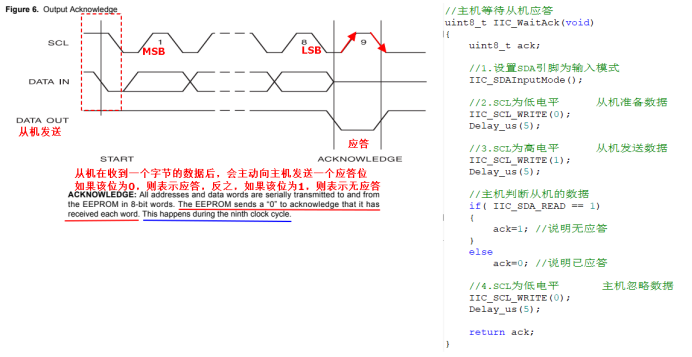 Figure 6. Output Acknowledge
SCL
1
8
9
MSB
LSB
DATA IN
DATA OUT
从机发送
应答
START
ACKNOWLEDGE
从机在收到一个字节的数据后，会主动向主机发送一个应答位
如果该位为0，则表示应答，反之，如果该位为1，则表示无应答
ACKNOWLEDGE: All addresses and data words are serially transmitted to and from
the EEPROM in 8-bit words. The EEPROM sends a "0" to acknowledge that it has
received each word. This happens during the ninth clock cycle.
//主机等待从机应答
uint8_t IIC_WaitAck(void)
{
uint8_t ack;
//1.设置SDA引脚为输入模式
IIC_SDAInputMode();
//2.SCL为低电平 从机准备数据
IIC_SCL_WRITE(0);
Delay_us(5);
//3.SCL为高电平 从机发送数据
IIC_SCL_WRITE(1);
Delay_us(5);
//主机判断从机的数据
if( IIC_SDA_READ == 1)
{
ack=1; //说明无应答
}
else
ack=0; //说明已应答
//4.SCL为低电平 主机忽略数据
IIC_SCL_WRITE(0);
Delay_us(5);
return ack;
}